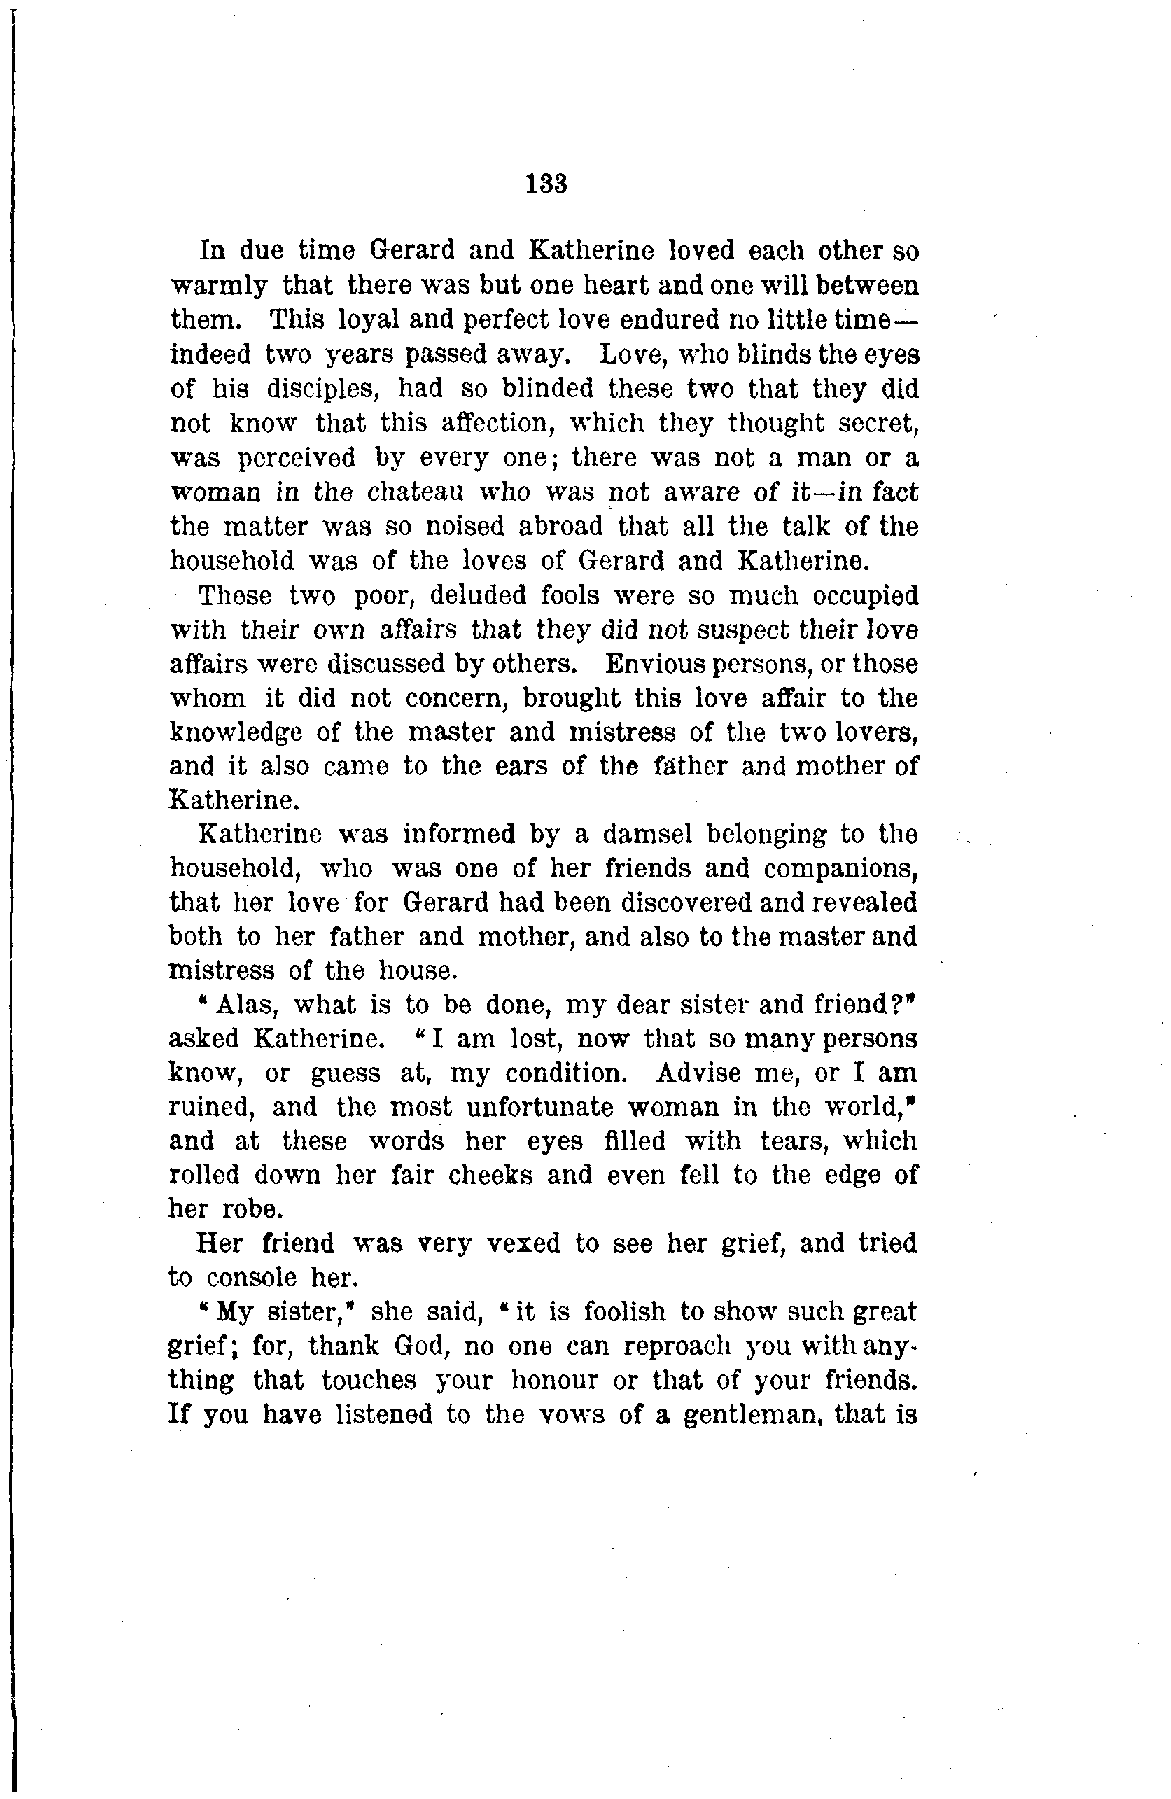 133
In due time Gerard and Katherine loved each other so
warmly that there was but one heart and one will between
them. This loyal and perfect love endured no little time—
indeed two years passed away. Love, who blinds the eyes
of his disciples, had so blinded these two that they did
not know that this affection, which they thought secret,
was perceived by every one; there was not a man or a
woman in the chateau who was not aware of it—in fact
the matter was so noised abroad that all the talk of the
household was of the loves of Gerard and Katherine.
These two poor, deluded fools were so much occupied
with their own affairs that they did not suspect their love
affairs were discussed by others. Envious persons, or those
whom it did not concern, brought this love affair to the
knowledge of the master and mistress of the two lovers,
and it also came to the ears of the father and mother of
Katherine.
Katherine was informed by a damsel belonging to the
household, who was one of her friends and companions,
that her love for Gerard had been discovered and revealed
both to her father and mother, and also to the master and
mistress of the house.
“Alas, what is to be done, my dear sister and friend?”
asked Katherine. “I am lost, now that so many persons
know, or guess at, my condition. Advise me, or I am
ruined, and the most unfortunate woman in the world,”
and at these words her eyes filled with tears, which
rolled down her fair cheeks and even fell to the edge of
her robe.
Her friend was very vexed to see her grief, and tried
to console her.
“My sister,” she said, “it is foolish to show such great
grief; for, thank God, no one can reproach you with any-
thing that touches your honour or that of your friends.
If you have listened to the vows of a gentleman, that is